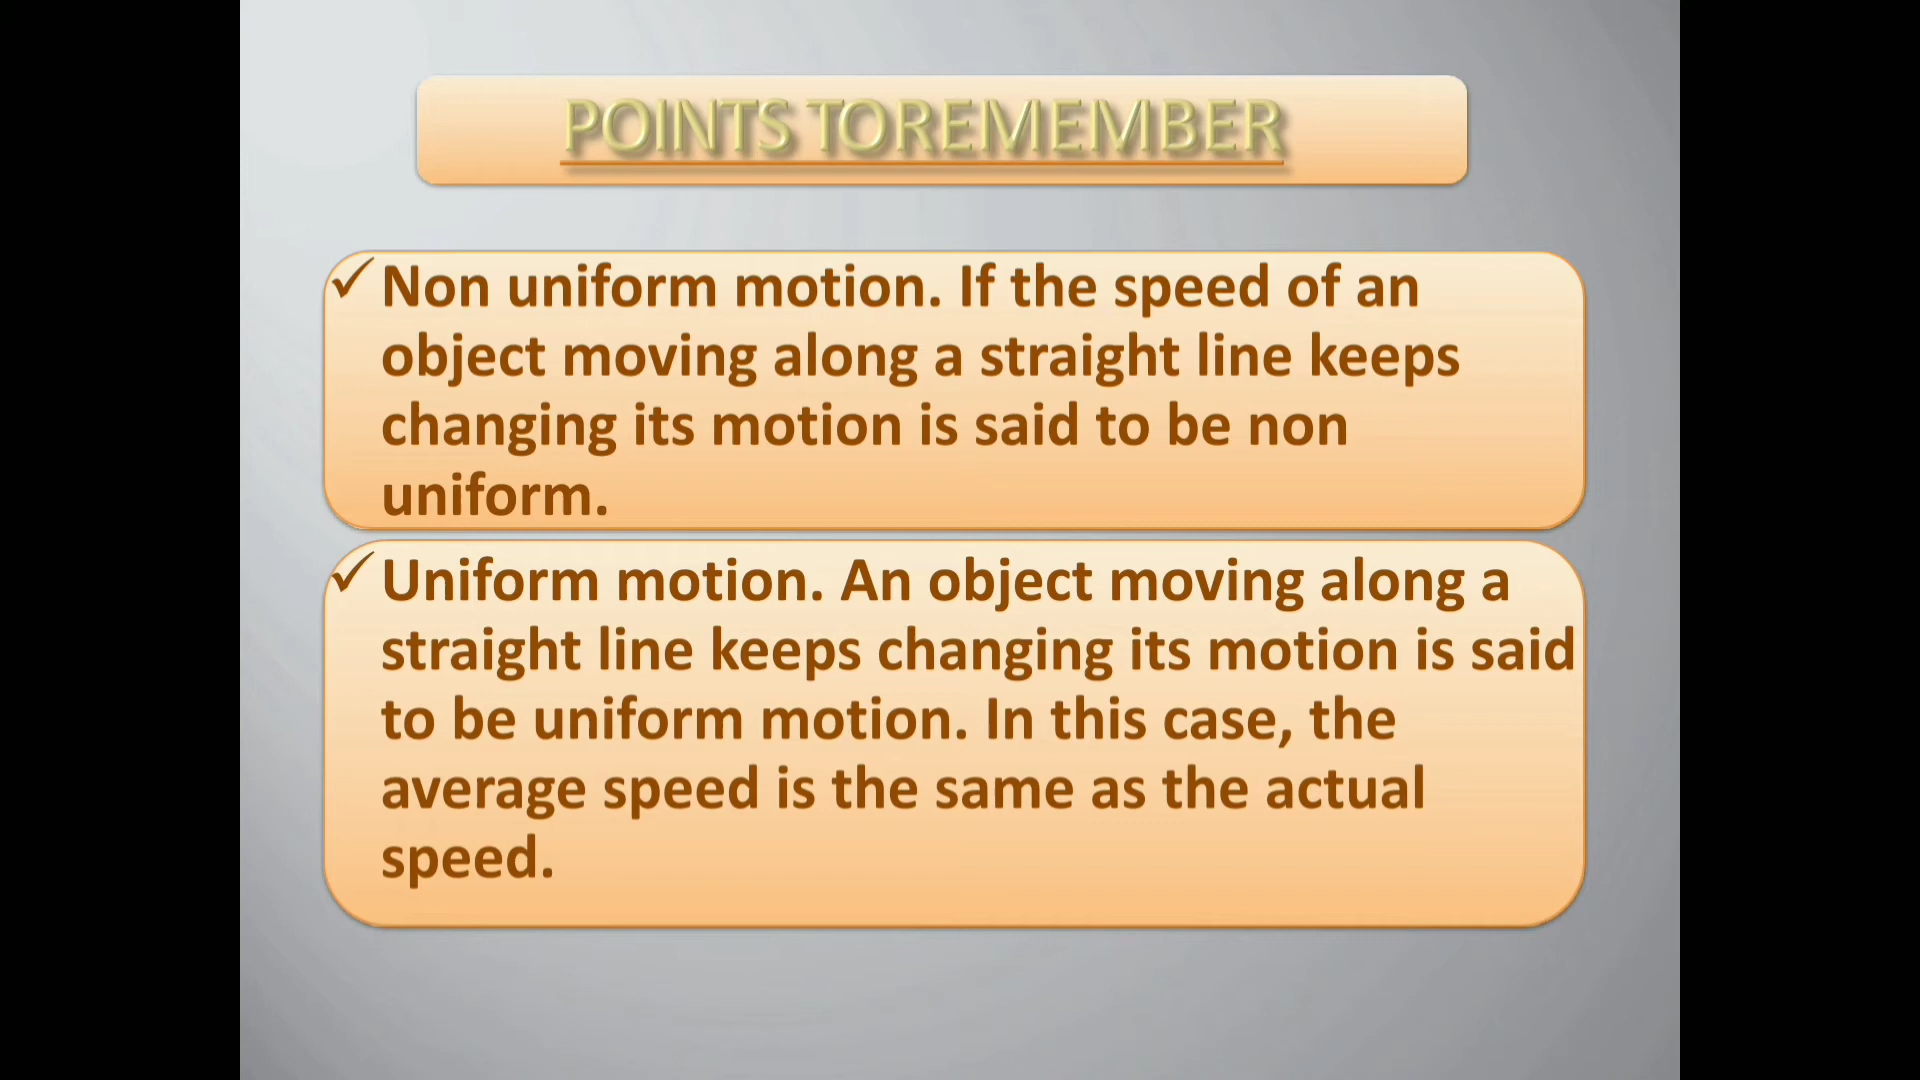 POINTS TO REMEMBER
✓ Non uniform motion. If the speed of an
object moving along a straight line keeps
changing its motion is said to be non
uniform.
✓ Uniform motion. An object moving along a
straight line keeps changing its motion is said
to be uniform motion. In this case, the
average speed is the same as the actual
speed.